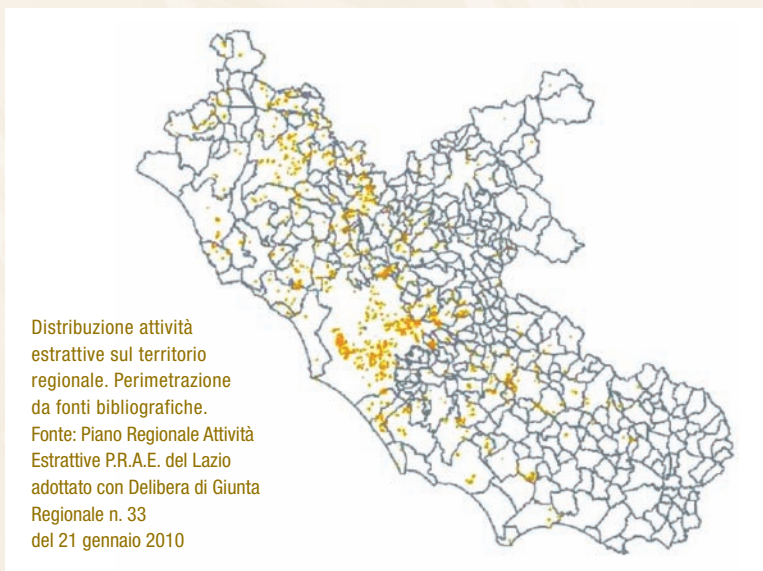 Distribuzione attività
estrattive sul territorio
regionale. Perimetrazione
da fonti bibliografiche.
Fonte: Piano Regionale Attività
Estrattive P.R.A.E. del Lazio
adottato con Delibera di Giunta
Regionale n. 33
del 21 gennaio 2010